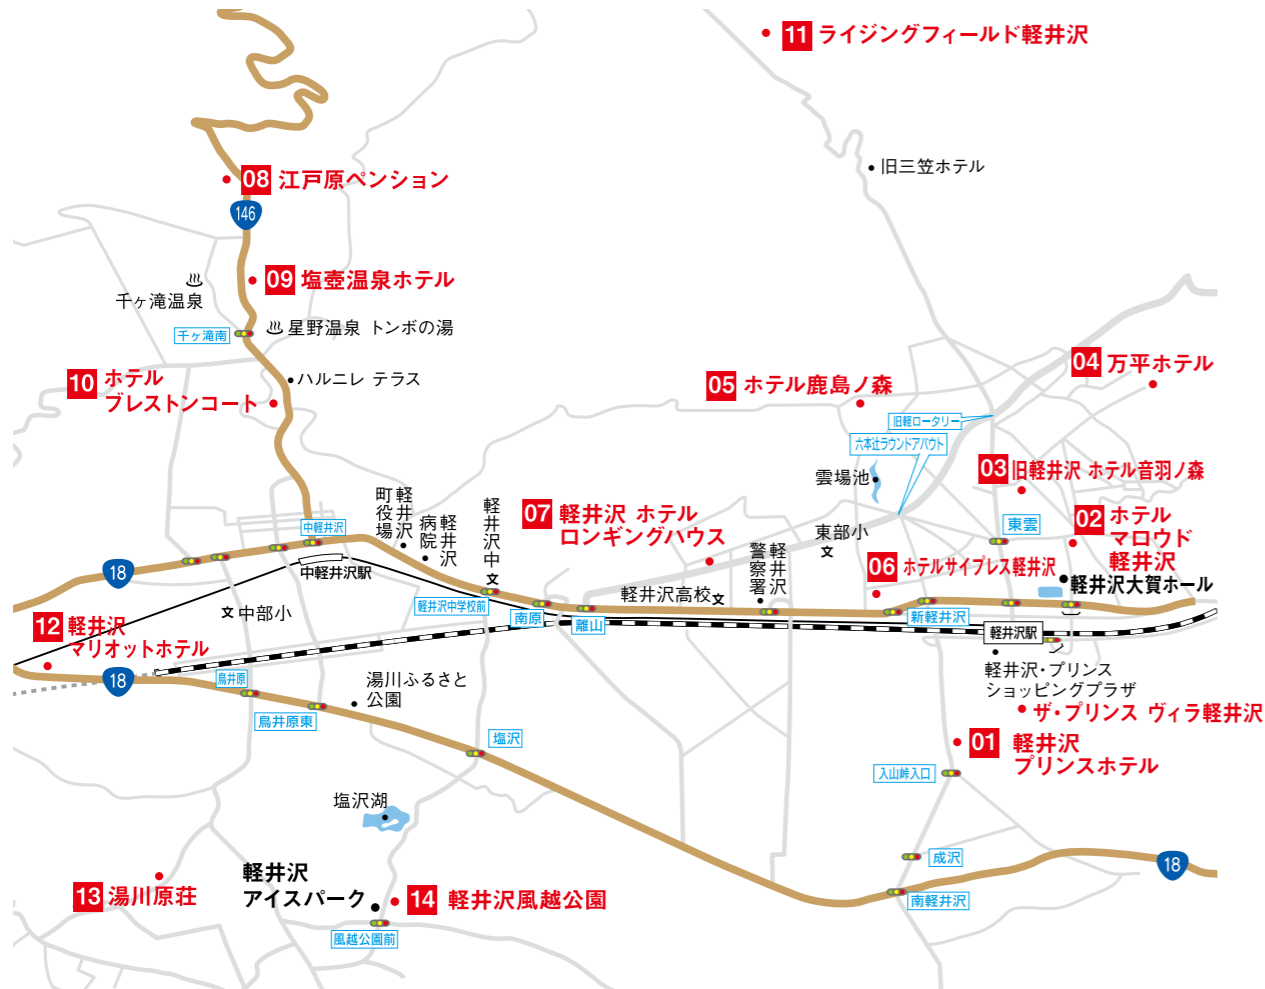 11 ライジングフィールド軽井沢
旧三笠ホテル
08 江戸原ペンション
146
09 塩壺温泉ホテル
千ヶ滝温泉
千ヶ滝南
星野温泉 トンボの湯
10 ホテル
ブレストンコート
ハルニレ テラス
05 ホテル鹿島ノ森
04 万平ホテル
旧軽ロータリー
六本辻ラウンドアバウト
雲場池
03 旧軽井沢 ホテル音羽ノ森
東雲
02 ホテル
マロウド
軽井沢
軽井沢大賀ホール
06 ホテルサイプレス軽井沢
東部小
07 軽井沢 ホテル
ロンギングハウス
軽井沢
警察署
軽井沢高校
軽井沢中
軽井沢
病院
軽井沢
町役場
中軽井沢
中軽井沢駅
18
軽井沢中学校前
南原
離山
新軽井沢
軽井沢駅
軽井沢・プリンス
ショッピングプラザ
ザ・プリンス ヴィラ軽井沢
01 軽井沢
プリンスホテル
入山峠入口
成沢
南軽井沢
18
中部小
12 軽井沢
マリオットホテル
18
鳥井原
鳥井原東
湯川ふるさと
公園
塩沢
塩沢湖
13 湯川原荘
軽井沢
アイスパーク
14 軽井沢風越公園
風越公園前